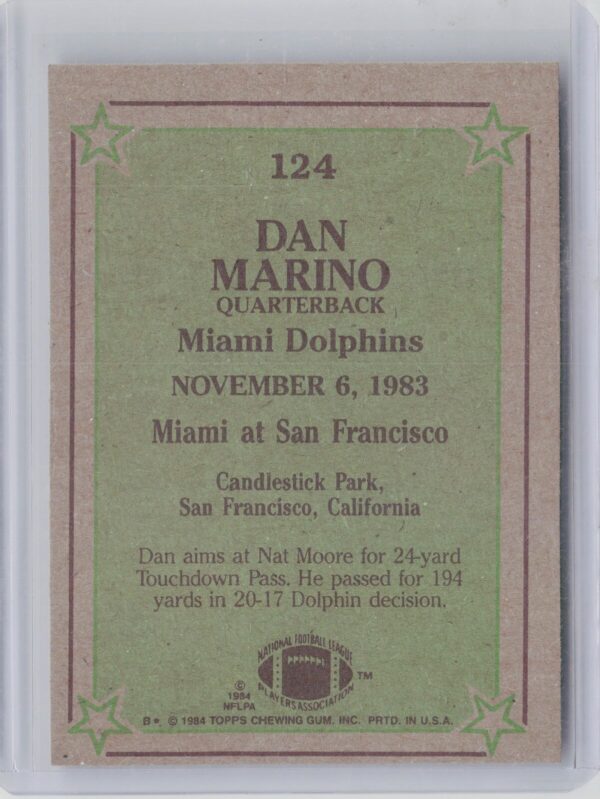 124
DAN
MARINO
QUARTERBACK
Miami Dolphins
NOVEMBER 6, 1983
Miami at San Francisco
Candlestick Park,
San Francisco, California
Dan aims at Nat Moore for 24-yard
Touchdown Pass. He passed for 194
yards in 20-17 Dolphin decision.
NATIONAL FOOTBALL LEAGUE
PLAYERS ASSOCIATION
TM
©
1984
NFLPA
B* © 1984 TOPPS CHEWING GUM, INC. PRTD. IN U.S.A.